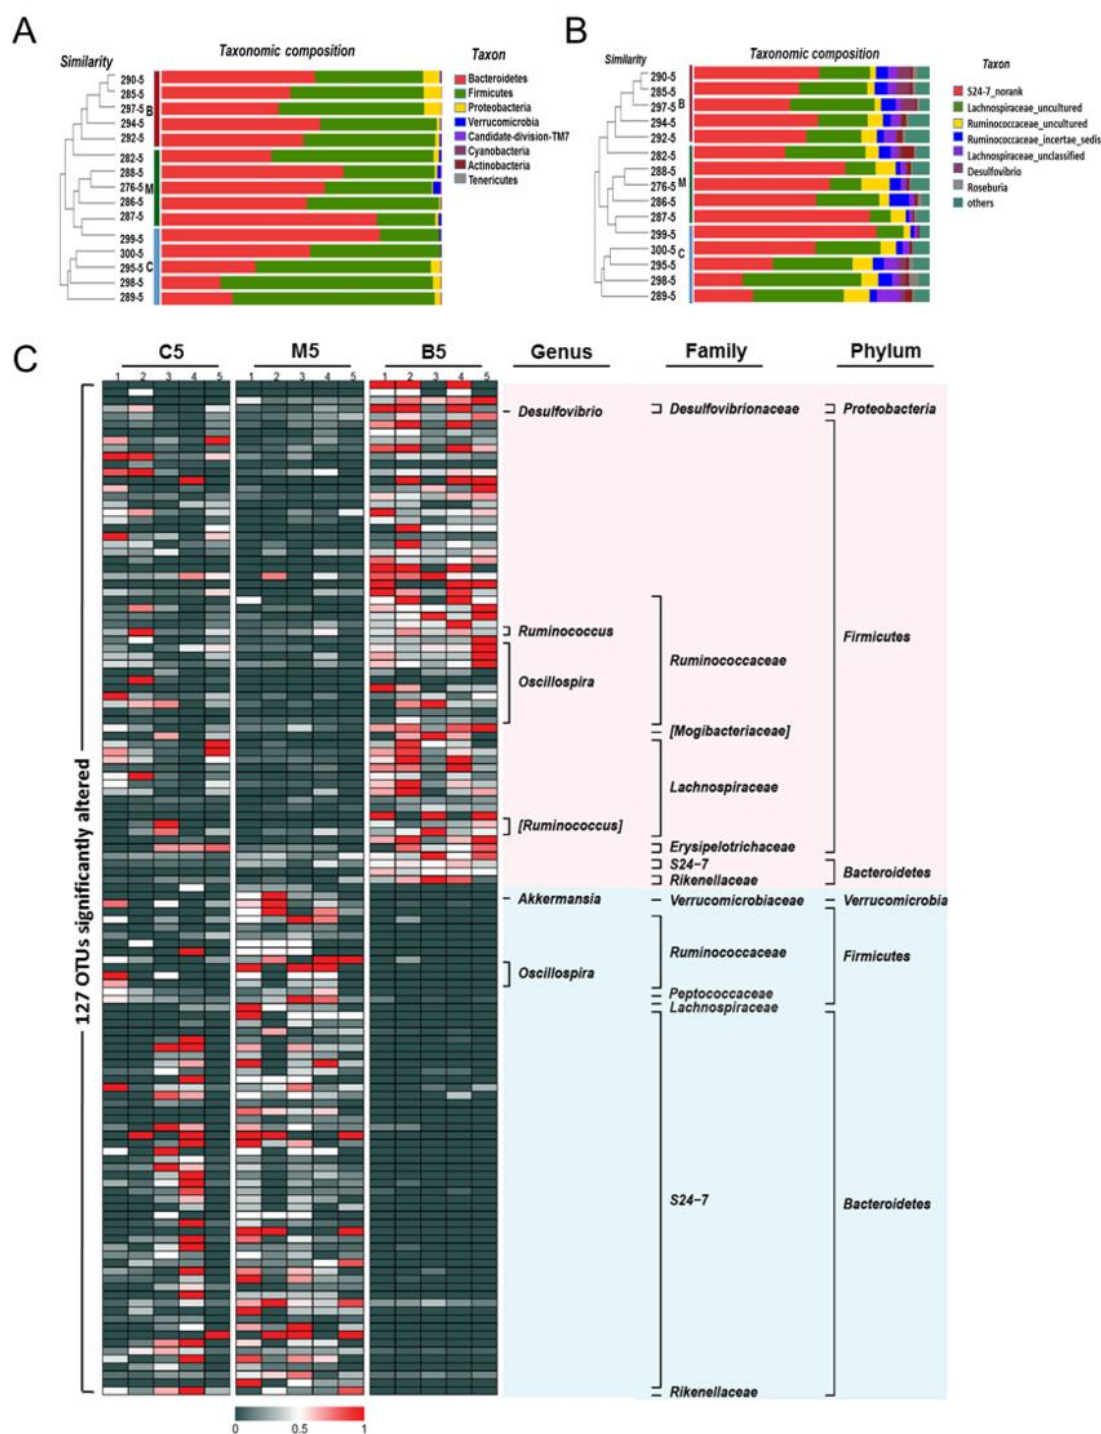 A
Similarity
Taxonomic composition
Taxon
290-5
285-5
297-5
294-5
292-5
282-5
288-5
276-5
286-5
287-5
299-5
300-5
295-5
298-5
289-5
B
M
C
Bacteroidetes
Firmicutes
Proteobacteria
Verrucomicrobia
Candidate-division-TM7
Cyanobacteria
Actinobacteria
Tenericutes
B
Similarity
Taxonomic composition
Taxon
290-5
285-5
297-5
294-5
292-5
282-5
288-5
276-5
286-5
287-5
299-5
300-5
295-5
298-5
289-5
B
M
C
S24-7_norank
Lachnospiraceae_uncultured
Ruminococcaceae_uncultured
Ruminococcaceae_incertae_sedis
Lachnospiraceae_unclassified
Desulfovibrio
Roseburia
others
C
C5 M5 B5 Genus Family Phylum
1 2 3 4 5 1 2 3 4 5 1 2 3 4 5
127 OTUs significantly altered
Desulfovibrio Desulfovibrionaceae Proteobacteria
Ruminococcus
Firmicutes
Ruminococcaceae
Oscillospira
[Mogibacteriaceae]
Lachnospiraceae
[Ruminococcus]
Erysipelotrichaceae
S24-7
Bacteroidetes
Rikenellaceae
Akkermansia Verrucomicrobiaceae Verrucomicrobia
Ruminococcaceae
Firmicutes
Oscillospira
Peptococcaceae
Lachnospiraceae
S24-7
Bacteroidetes
Rikenellaceae
0 0.5 1